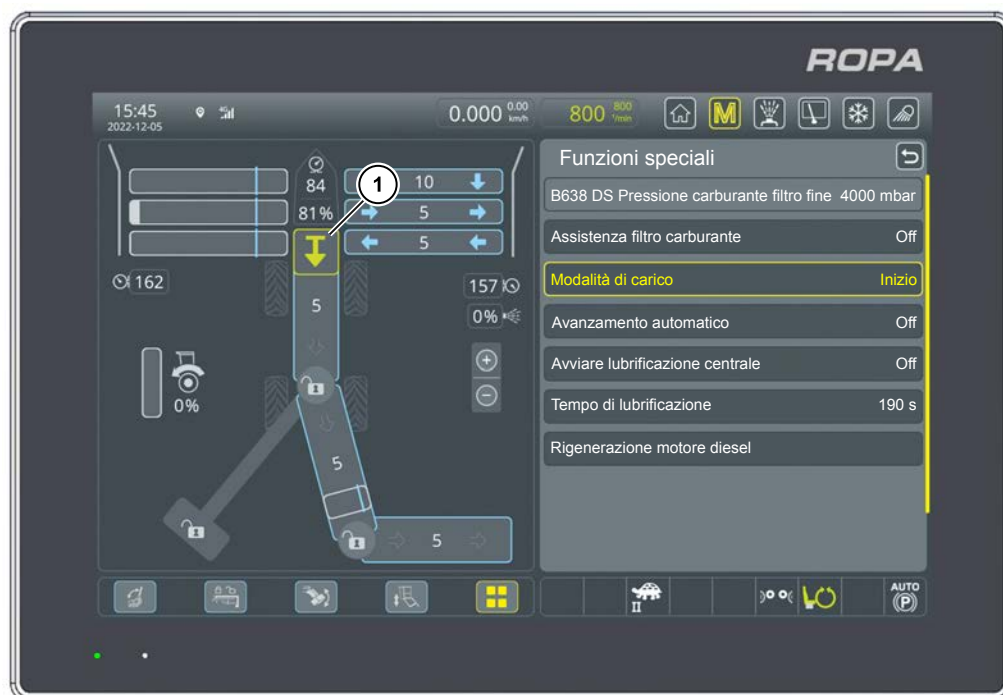 ROPA
15:45
2022-12-05
4G
0.000 0.00 km/h
800 800 1/min
M
Funzioni speciali
B638 DS Pressione carburante filtro fine 4000 mbar
Assistenza filtro carburante Off
Modalità di carico Inizio
Avanzamento automatico Off
Avviare lubrificazione centrale Off
Tempo di lubrificazione 190 s
Rigenerazione motore diesel
84
1
10
81%
5
5
162
157
5
0%
0%
5
5
II
AUTO
P